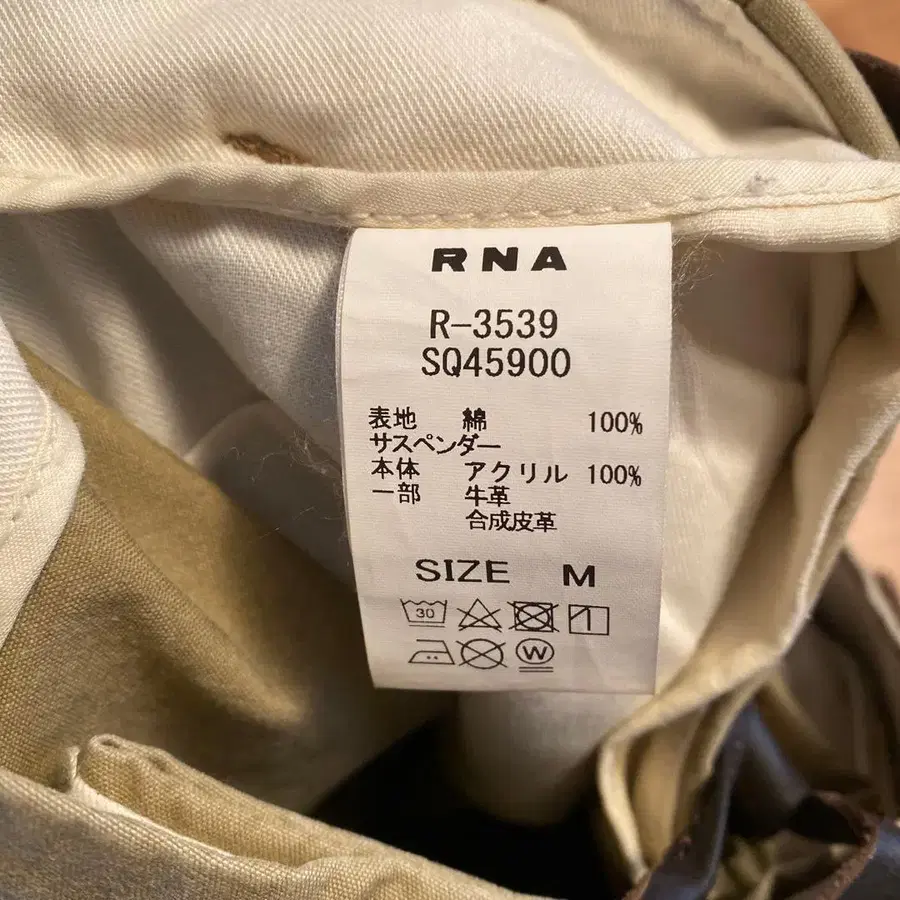 RNA
R-3539
SQ45900
表地 綿 100%
サスペンダー
本体 アクリル 100%
一部 牛革
合成皮革
SIZE M
30
W